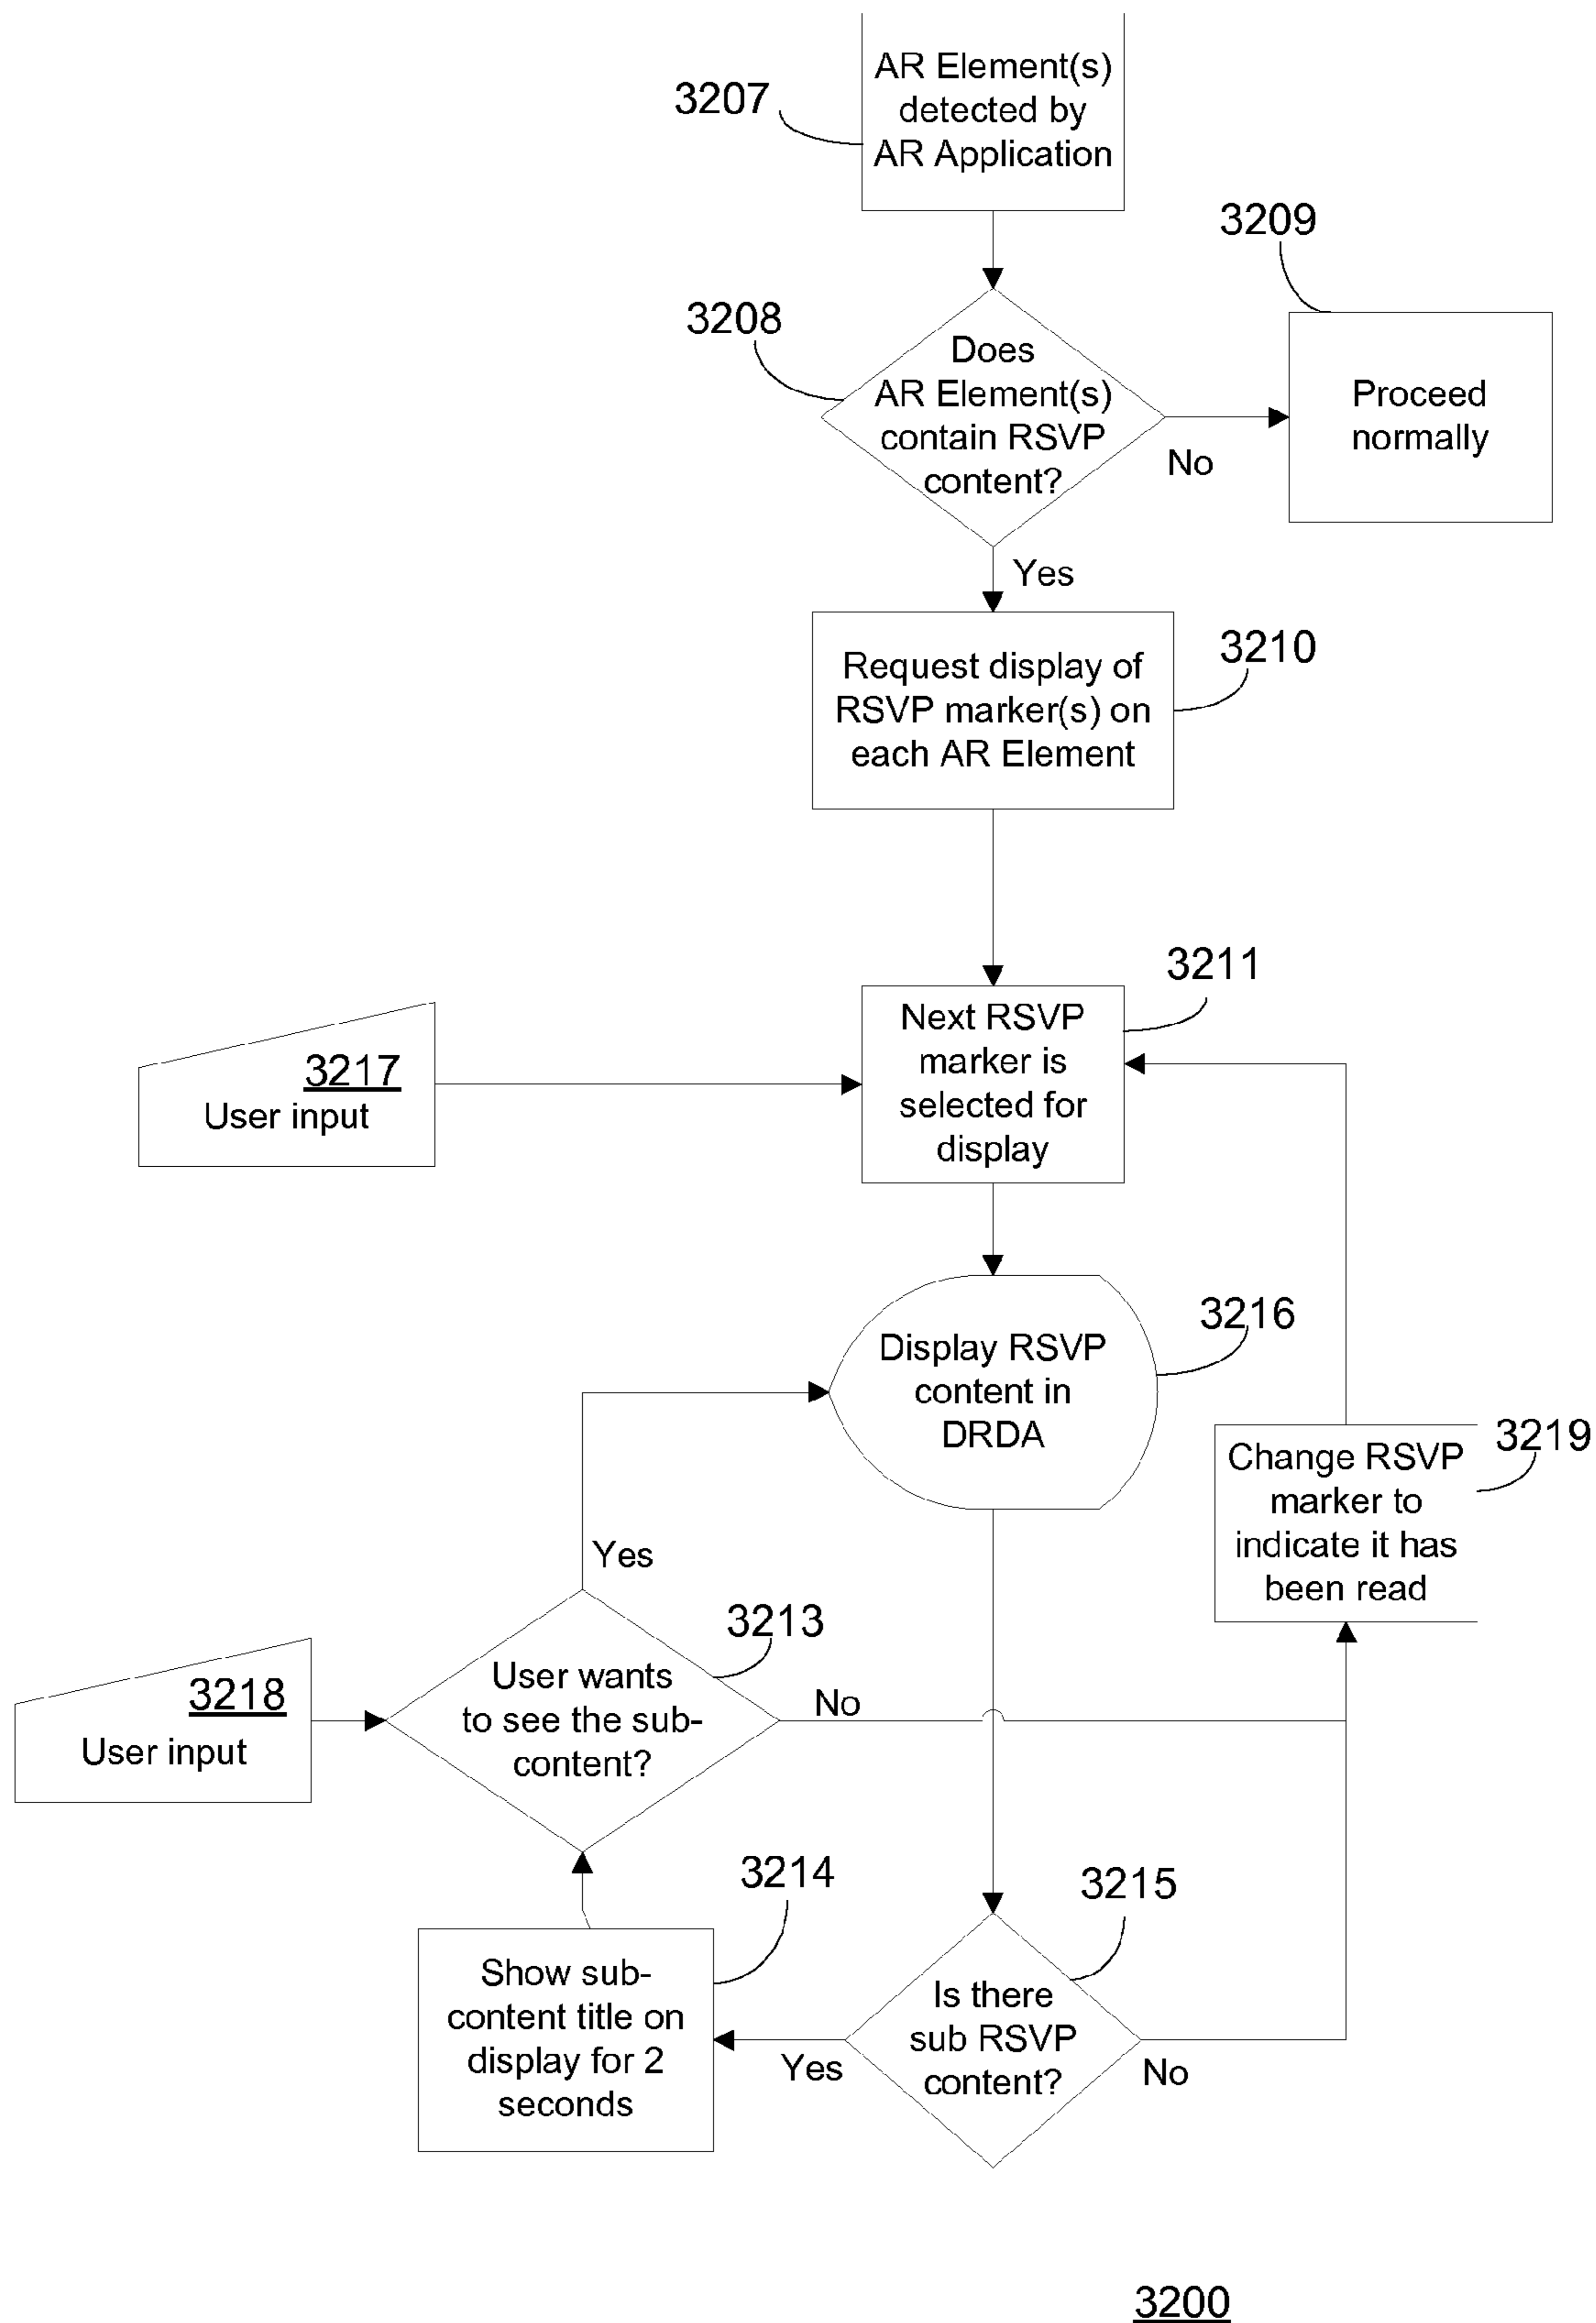 AR Element(s)
detected by
AR Application
3207
3209
3208
Does
AR Element(s)
contain RSVP
content?
Proceed
normally
No
Yes
Request display of
RSVP marker(s) on
each AR Element
3210
3211
Next RSVP
marker is
selected for
display
3217
User input
3216
Display RSVP
content in
DRDA
3219
Change RSVP
marker to
indicate it has
been read
Yes
3213
User wants
to see the sub-
content?
No
3218
User input
3214
3215
Show sub-
content title on
display for 2
seconds
Is there
sub RSVP
content?
Yes
No
3200